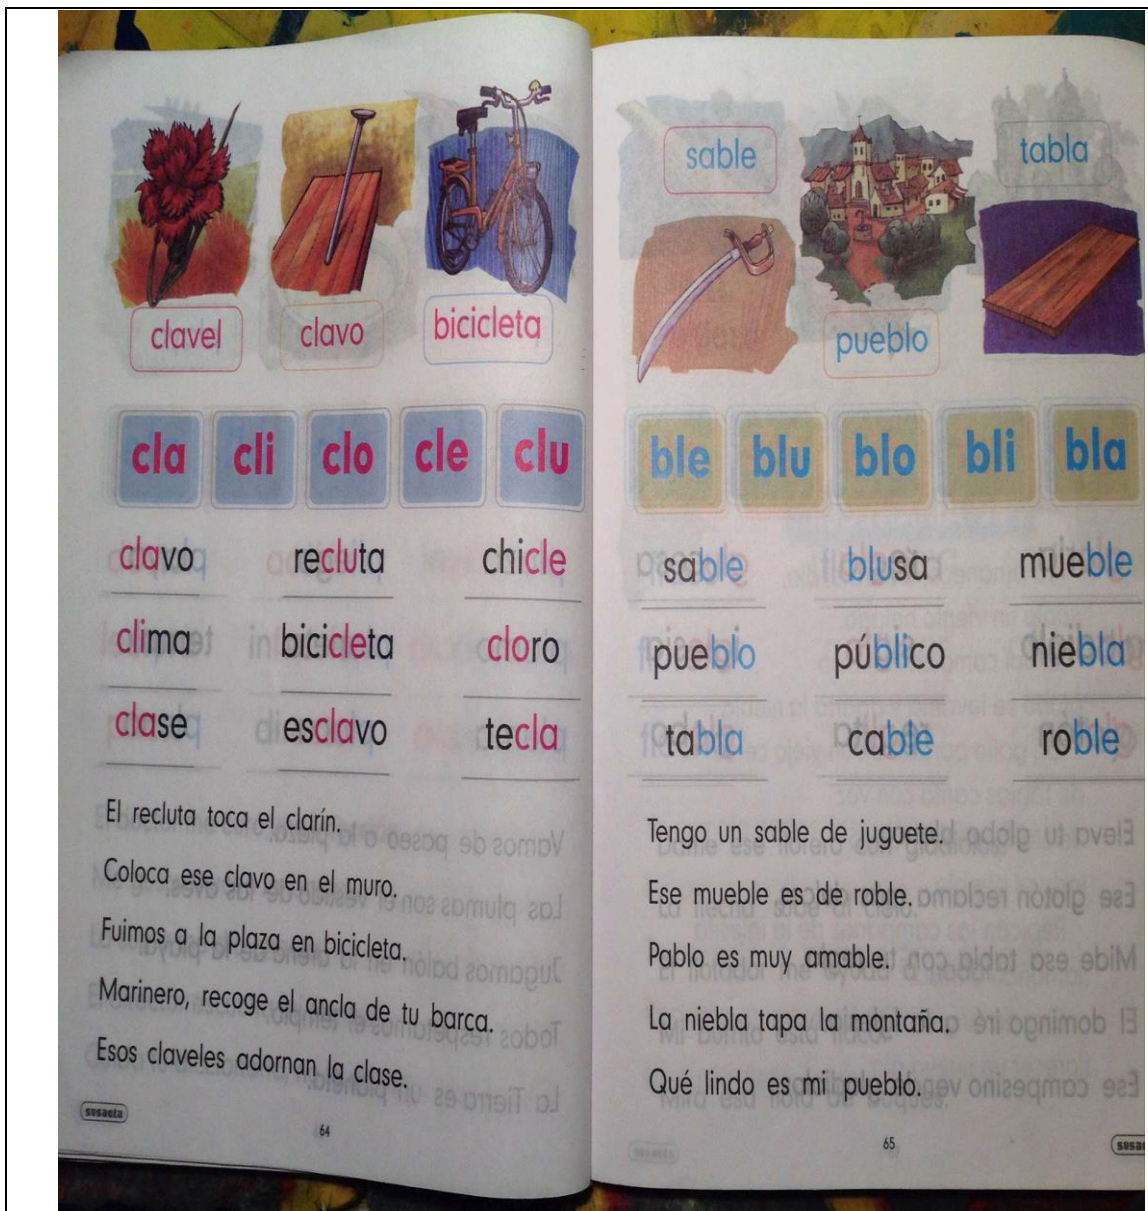 clavel clavo bicicleta
cla cli clo cle clu
clavo recluta chicle
clima bicicleta cloro
clase esclavo tecla
El recluta toca el clarín.
Coloca ese clavo en el muro.
Fuimos a la plaza en bicicleta.
Marinero, recoge el ancla de tu barca.
Esos claveles adornan la clase.
susaeta
64
sable tabla
pueblo
ble blu blo bli bla
sable blusa mueble
pueblo público niebla
tabla cable roble
Tengo un sable de juguete.
Ese mueble es de roble.
Pablo es muy amable.
La niebla tapa la montaña.
Qué lindo es mi pueblo.
65